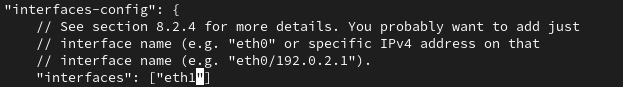 "interfaces-config": {
// See section 8.2.4 for more details. You probably want to add just
// interface name (e.g. "eth0" or specific IPv4 address on that
// interface name (e.g. "eth0/192.0.2.1").
"interfaces": ["eth1"]